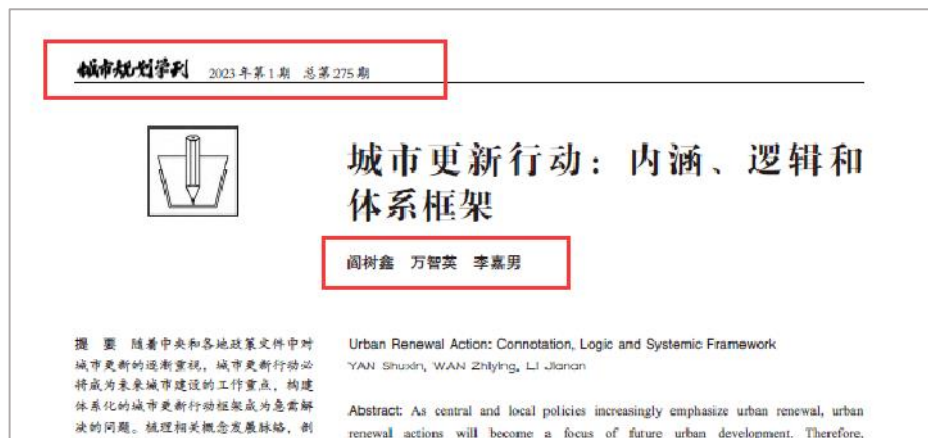 城市规划学刊 2023年第1期 总第275期
城市更新行动：内涵、逻辑和
体系框架
阎树鑫 万智英 李嘉男
提 要 随着中央和各地政策文件中对
城市更新的逐渐重视，城市更新行动必
将成为未来城市建设的工作重点，构建
体系化的城市更新行动框架成为急需解
决的问题。梳理相关概念发展脉络，剖
Urban Renewal Action: Connotation, Logic and Systemic Framework
YAN Shuxin, WAN Zhiying, LI Jianan
Abstract: As central and local policies increasingly emphasize urban renewal, urban
renewal actions will become a focus of future urban development. Therefore,